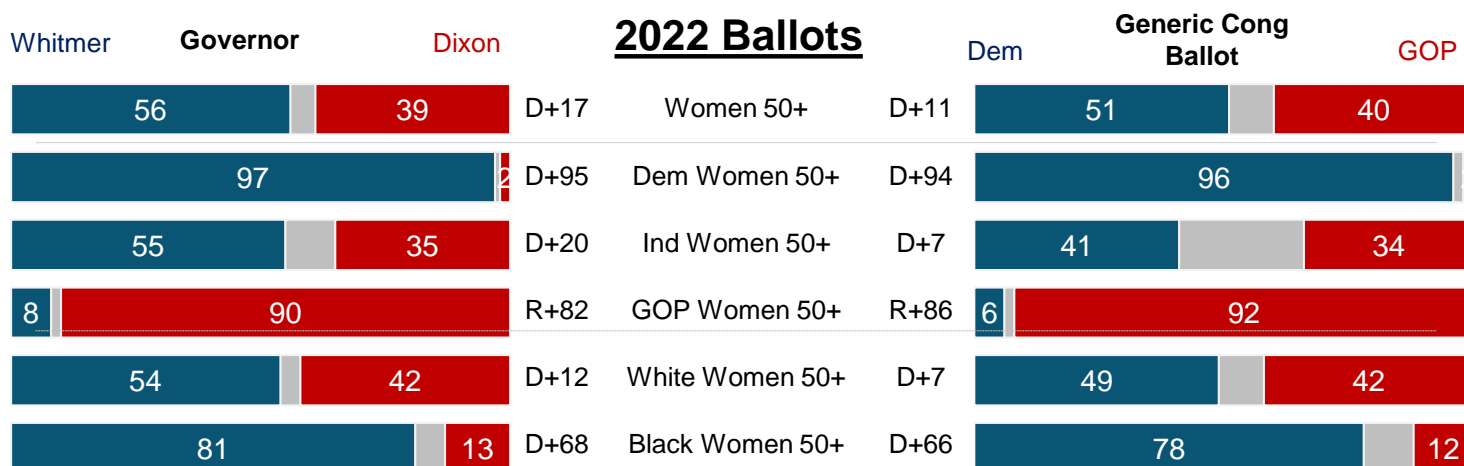 2022 Ballots
Whitmer Governor Dixon
Dem Generic Cong Ballot GOP
56 39 D+17 Women 50+ D+11 51 40
97 2 D+95 Dem Women 50+ D+94 96
55 35 D+20 Ind Women 50+ D+7 41 34
8 90 R+82 GOP Women 50+ R+86 6 92
54 42 D+12 White Women 50+ D+7 49 42
81 13 D+68 Black Women 50+ D+66 78 12